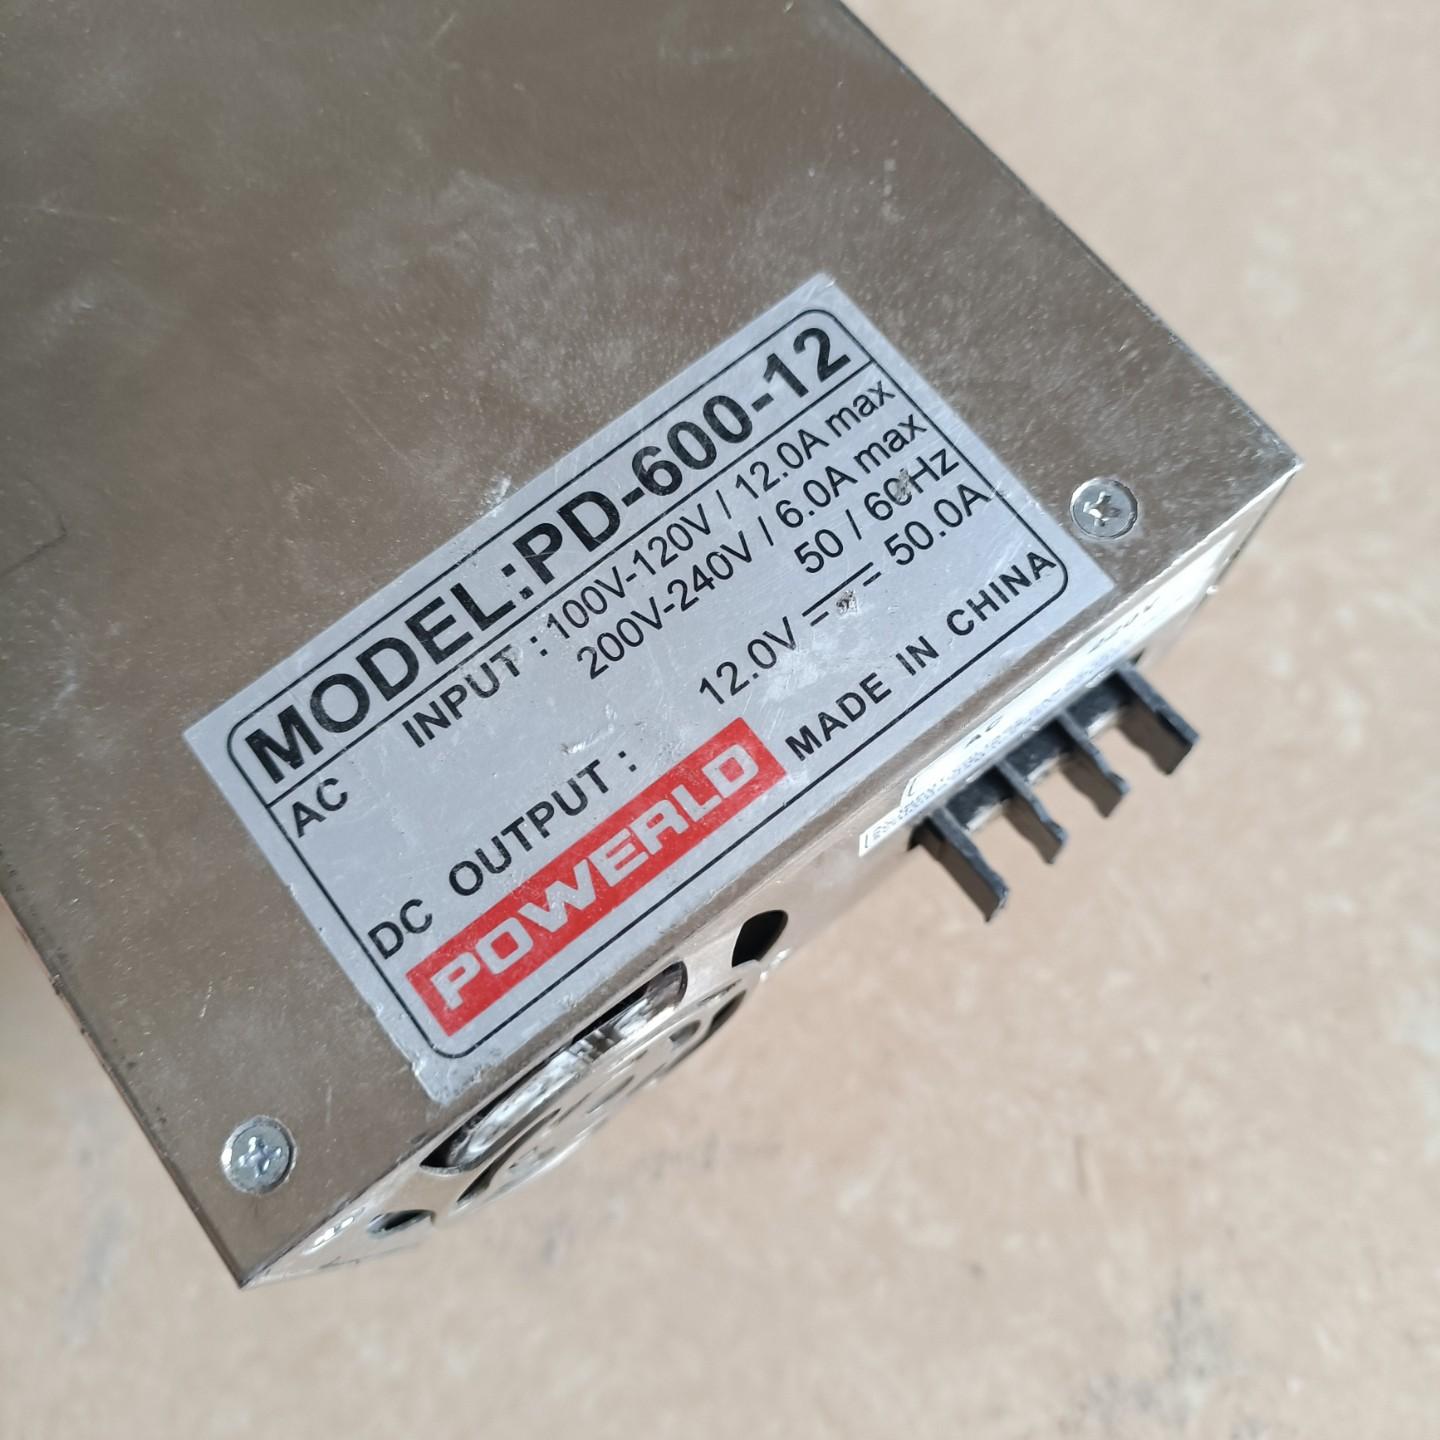 MODEL:PD-600-12
AC INPUT : 100V-120V / 12.0A max
200V-240V / 6.0A max
50 / 60Hz
DC OUTPUT : 12.0V ⎓ 50.0A
POWERLD MADE IN CHINA
AC